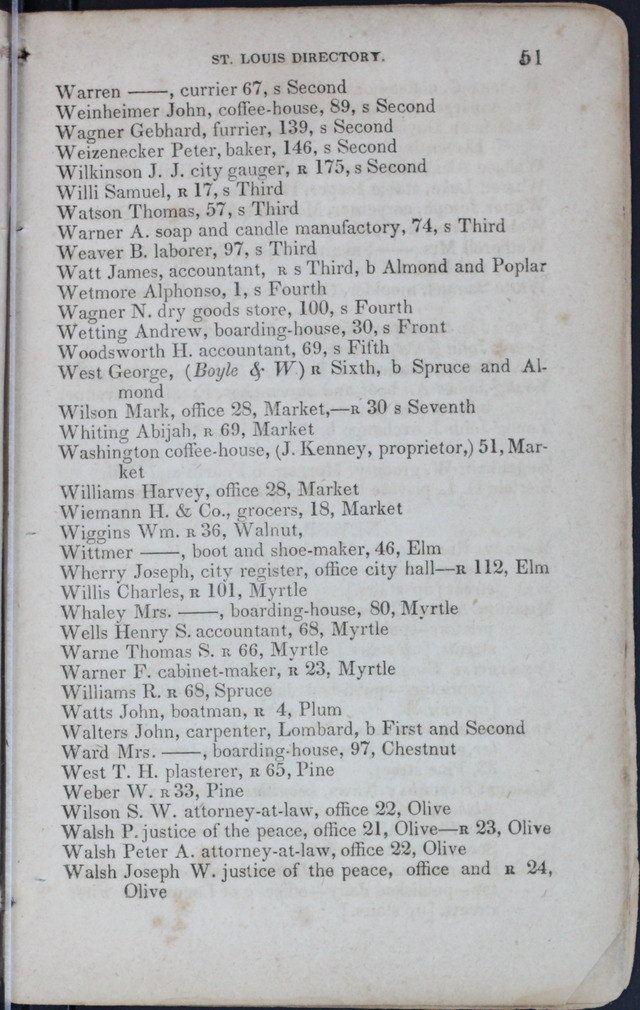 ST. LOUIS DIRECTORY. 51
Warren ——, currier 67, s Second
Weinheimer John, coffee-house, 89, s Second
Wagner Gebhard, furrier, 139, s Second
Weizenecker Peter, baker, 146, s Second
Wilkinson J. J. city gauger, R 175, s Second
Willi Samuel, R 17, s Third
Watson Thomas, 57, s Third
Warner A. soap and candle manufactory, 74, s Third
Weaver B. laborer, 97, s Third
Watt James, accountant, R s Third, b Almond and Poplar
Wetmore Alphonso, 1, s Fourth
Wagner N. dry goods store, 100, s Fourth
Wetting Andrew, boarding-house, 30, s Front
Woodsworth H. accountant, 69, s Fifth
West George, (Boyle & W) R Sixth, b Spruce and Al-
mond
Wilson Mark, office 28, Market,—R 30 s Seventh
Whiting Abijah, R 69, Market
Washington coffee-house, (J. Kenney, proprietor,) 51, Mar-
ket
Williams Harvey, office 28, Market
Wiemann H. & Co., grocers, 18, Market
Wiggins Wm. R 36, Walnut,
Wittmer ——, boot and shoe-maker, 46, Elm
Wherry Joseph, city register, office city hall—R 112, Elm
Willis Charles, R 101, Myrtle
Whaley Mrs. ——, boarding-house, 80, Myrtle
Wells Henry S. accountant, 68, Myrtle
Warne Thomas S. R 66, Myrtle
Warner F. cabinet-maker, R 23, Myrtle
Williams R. R 68, Spruce
Watts John, boatman, R 4, Plum
Walters John, carpenter, Lombard, b First and Second
Ward Mrs. ——, boarding-house, 97, Chestnut
West T. H. plasterer, R 65, Pine
Weber W. R 33, Pine
Wilson S. W. attorney-at-law, office 22, Olive
Walsh P. justice of the peace, office 21, Olive—R 23, Olive
Walsh Peter A. attorney-at-law, office 22, Olive
Walsh Joseph W. justice of the peace, office and R 24,
Olive